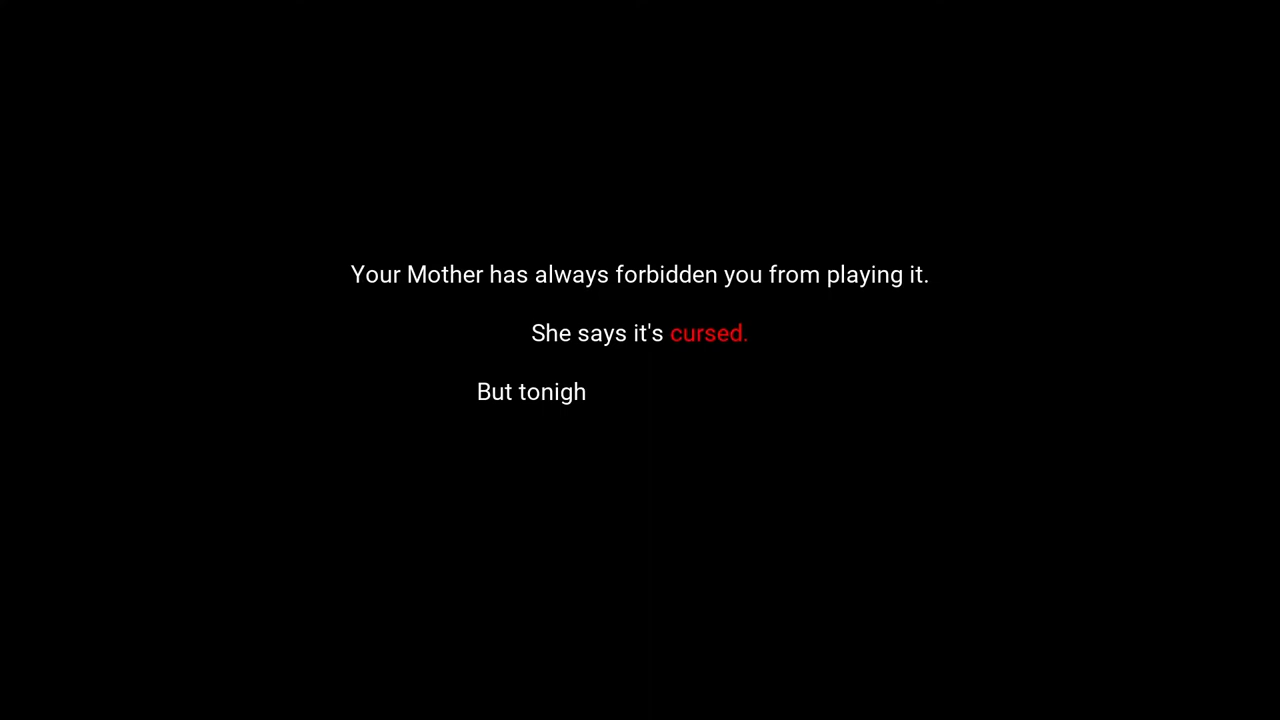 Your Mother has always forbidden you from playing it.
She says it's cursed.
But tonigh